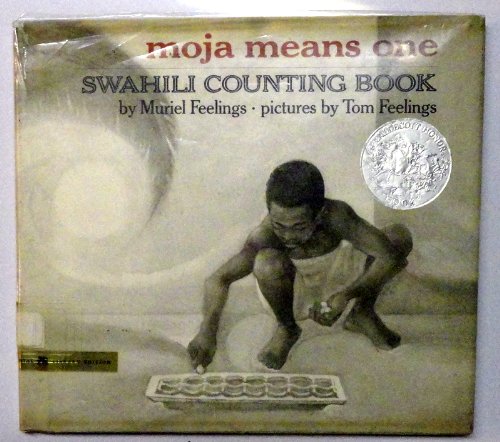 moja means one
SWAHILI COUNTING BOOK
by Muriel Feelings · pictures by Tom Feelings